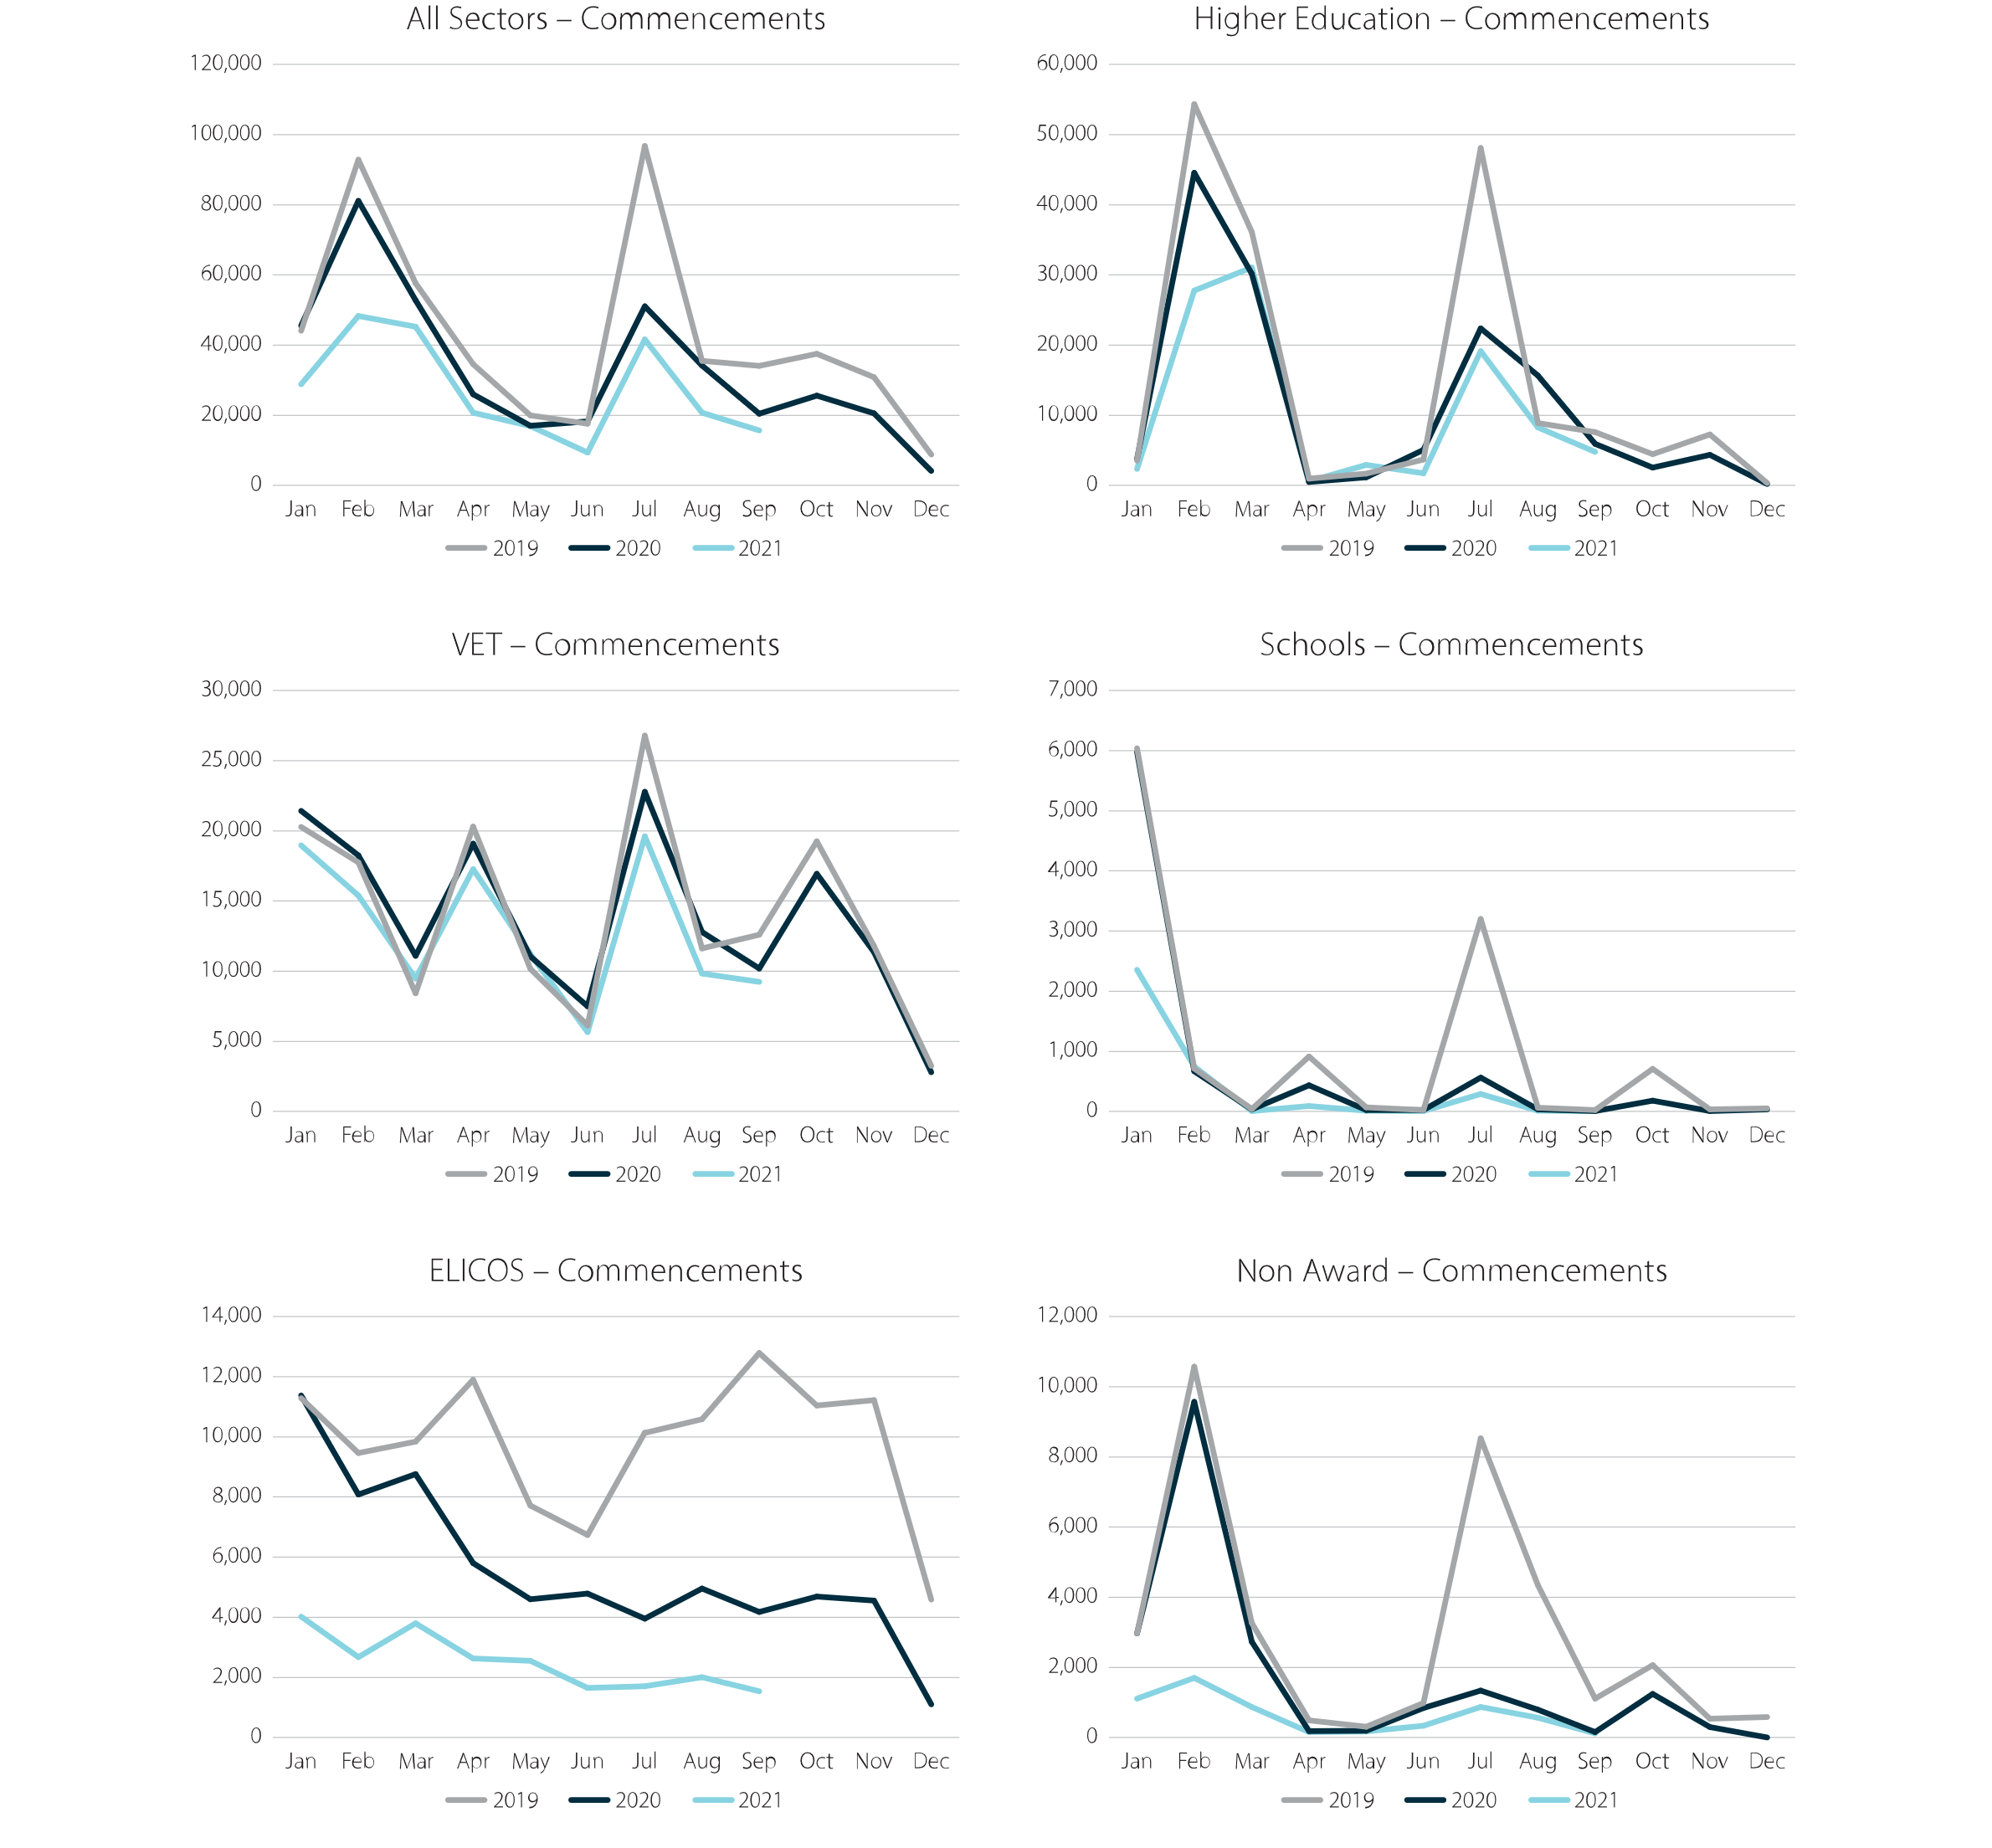 All Sectors – Commencements
120,000
100,000
80,000
60,000
40,000
20,000
0
Jan Feb Mar Apr May Jun Jul Aug Sep Oct Nov Dec
2019 2020 2021
Higher Education – Commencements
60,000
50,000
40,000
30,000
20,000
10,000
0
Jan Feb Mar Apr May Jun Jul Aug Sep Oct Nov Dec
2019 2020 2021
VET – Commencements
30,000
25,000
20,000
15,000
10,000
5,000
0
Jan Feb Mar Apr May Jun Jul Aug Sep Oct Nov Dec
2019 2020 2021
Schools – Commencements
7,000
6,000
5,000
4,000
3,000
2,000
1,000
0
Jan Feb Mar Apr May Jun Jul Aug Sep Oct Nov Dec
2019 2020 2021
ELICOS – Commencements
14,000
12,000
10,000
8,000
6,000
4,000
2,000
0
Jan Feb Mar Apr May Jun Jul Aug Sep Oct Nov Dec
2019 2020 2021
Non Award – Commencements
12,000
10,000
8,000
6,000
4,000
2,000
0
Jan Feb Mar Apr May Jun Jul Aug Sep Oct Nov Dec
2019 2020 2021